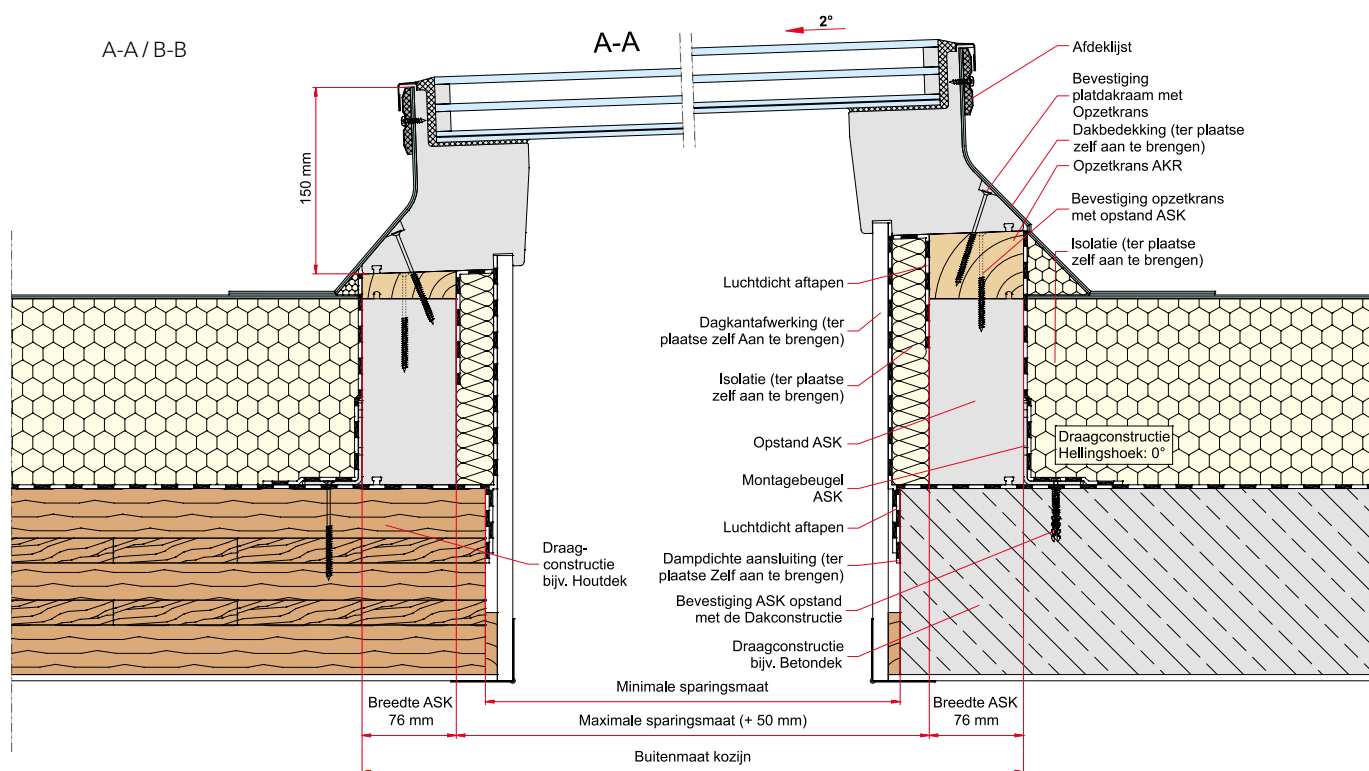 A-A / B-B
A-A
2°
150 mm
Afdeklijst
Bevestiging
platdakraam met
Opzetkrans
Dakbedekking (ter plaatse
zelf aan te brengen)
Opzetkrans AKR
Bevestiging opzetkrans
met opstand ASK
Isolatie (ter plaatse
zelf aan te brengen)
Luchtdicht aftapen
Dagkantafwerking (ter
plaatse zelf Aan te brengen)
Isolatie (ter plaatse
zelf aan te brengen)
Opstand ASK
Draagconstructie
Hellingshoek: 0°
Montagebeugel
ASK
Luchtdicht aftapen
Draag-
constructie
bijv. Houtdek
Dampdichte aansluiting (ter
plaatse Zelf aan te brengen)
Bevestiging ASK opstand
met de Dakconstructie
Draagconstructie
bijv. Betondek
Minimale sparingsmaat
Breedte ASK
76 mm
Maximale sparingsmaat (+ 50 mm)
Breedte ASK
76 mm
Buitenmaat kozijn